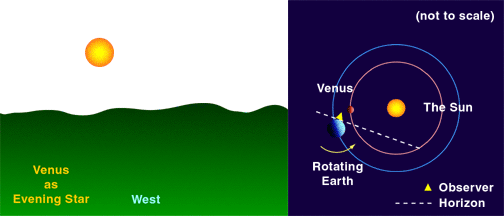 Venus
as
Evening Star
West
(not to scale)
Venus
The Sun
Rotating
Earth
Observer
Horizon